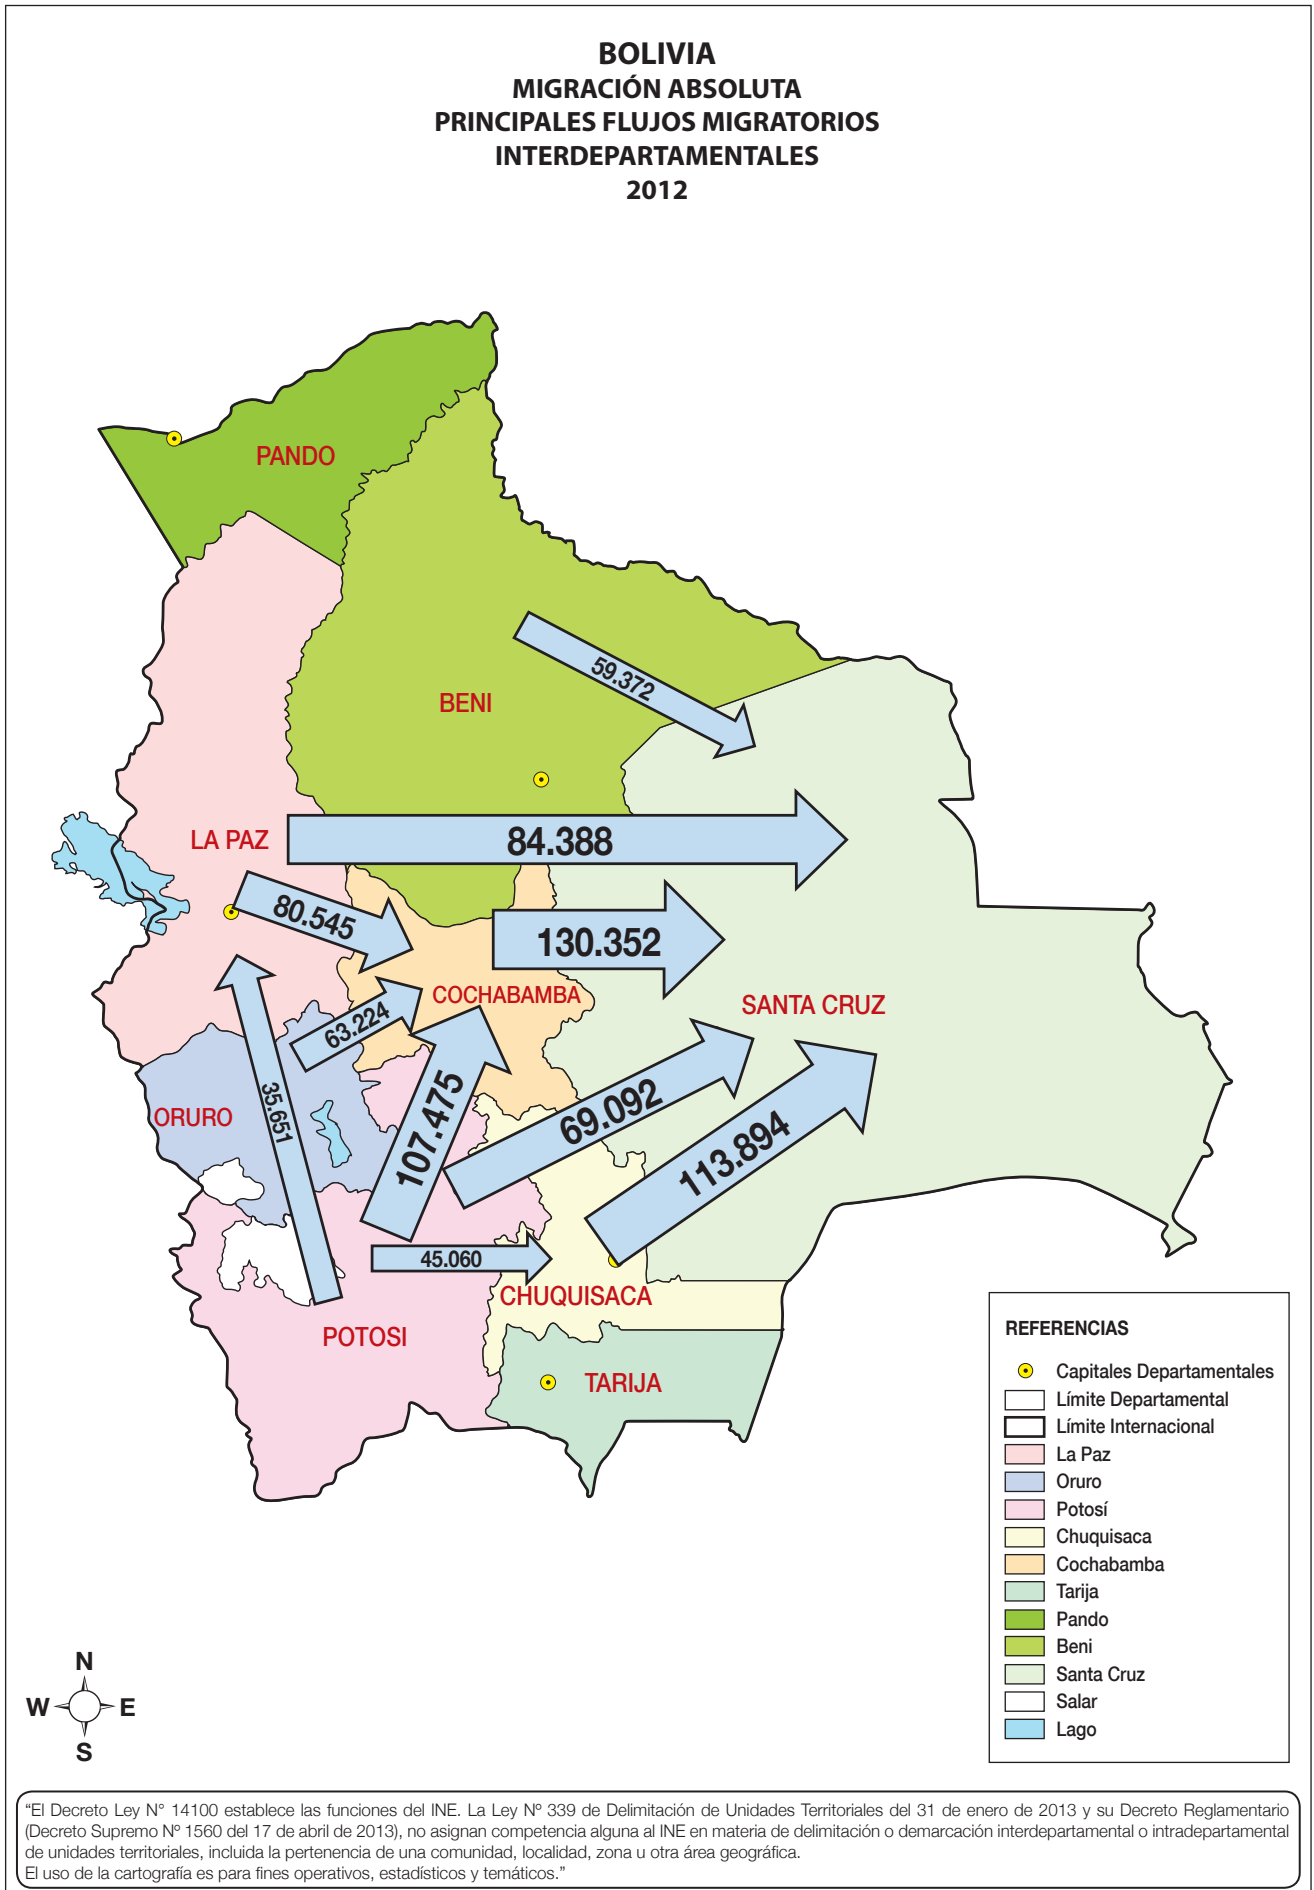 BOLIVIA
MIGRACIÓN ABSOLUTA
PRINCIPALES FLUJOS MIGRATORIOS
INTERDEPARTAMENTALES
2012
PANDO
59.372
BENI
LA PAZ
84.388
80.545
130.352
COCHABAMBA
SANTA CRUZ
63.224
35.651
ORURO
107.475
69.092
113.894
45.060
CHUQUISACA
POTOSI
TARIJA
REFERENCIAS
Capitales Departamentales
Límite Departamental
Límite Internacional
La Paz
Oruro
Potosí
Chuquisaca
Cochabamba
Tarija
Pando
Beni
Santa Cruz
Salar
Lago
N
W E
S
“El Decreto Ley N° 14100 establece las funciones del INE. La Ley Nº 339 de Delimitación de Unidades Territoriales del 31 de enero de 2013 y su Decreto Reglamentario
(Decreto Supremo Nº 1560 del 17 de abril de 2013), no asignan competencia alguna al INE en materia de delimitación o demarcación interdepartamental o intradepartamental
de unidades territoriales, incluida la pertenencia de una comunidad, localidad, zona u otra área geográfica.
El uso de la cartografía es para fines operativos, estadísticos y temáticos.”